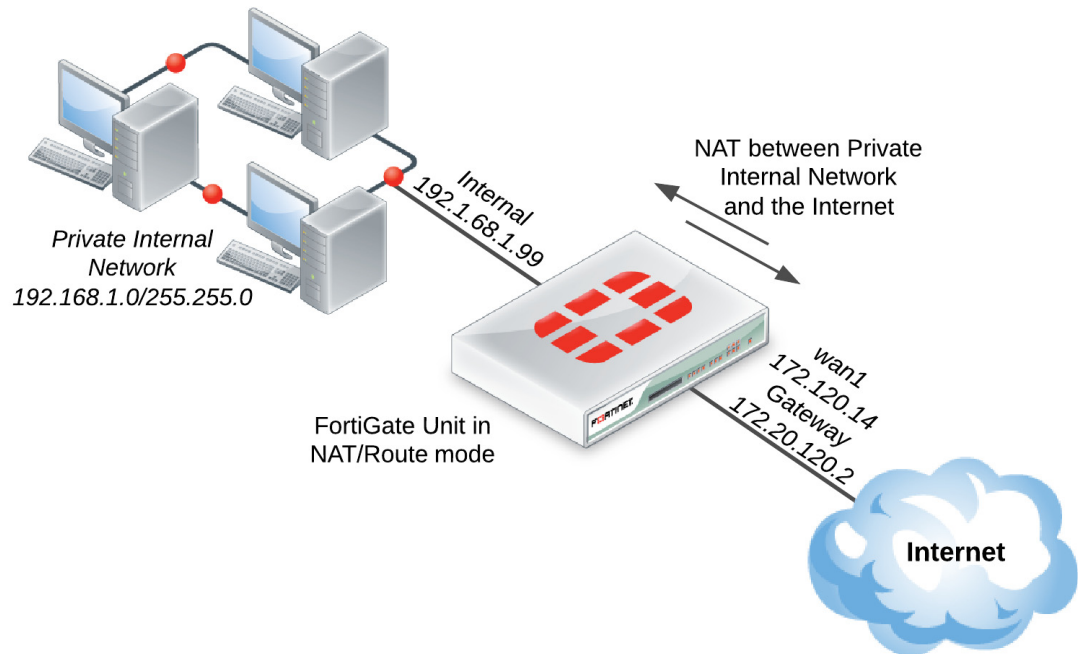 Private Internal
Network
192.168.1.0/255.255.0
Internal
192.1.68.1.99
NAT between Private
Internal Network
and the Internet
FortiGate Unit in
NAT/Route mode
FORTINET
wan1
172.120.14
Gateway
172.20.120.2
Internet